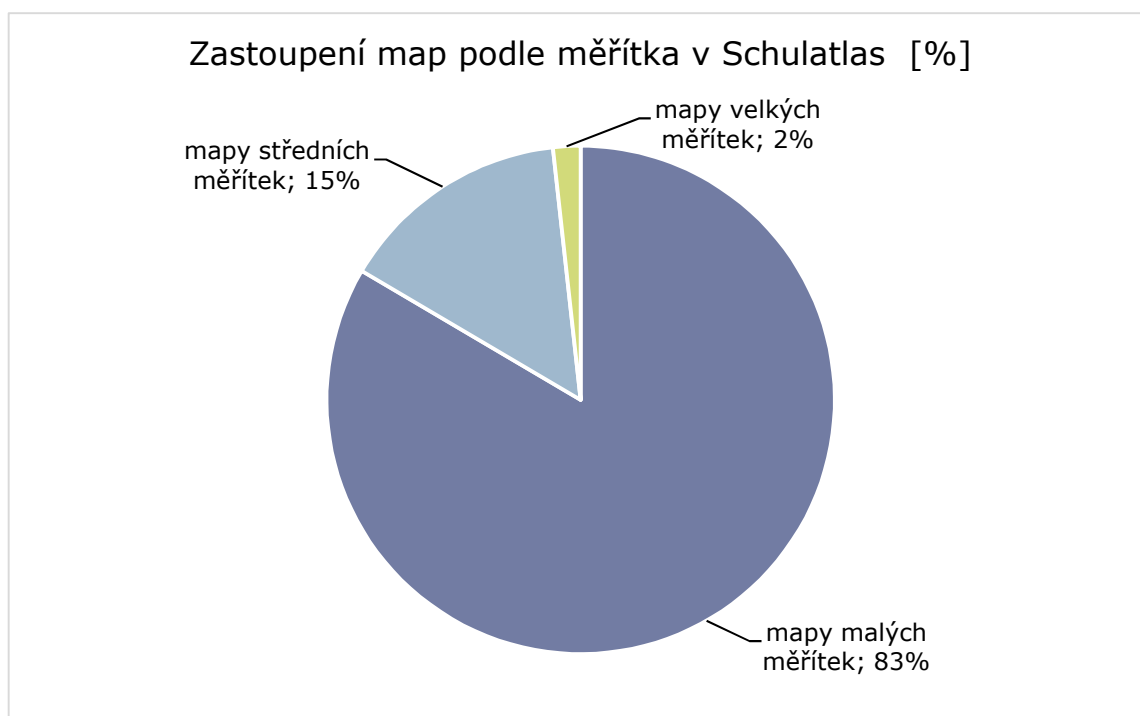 Zastoupení map podle měřítka v Schulatlas  [%]
mapy velkých
měřítek; 2%
mapy středních
měřítek; 15%
mapy malých
měřítek; 83%